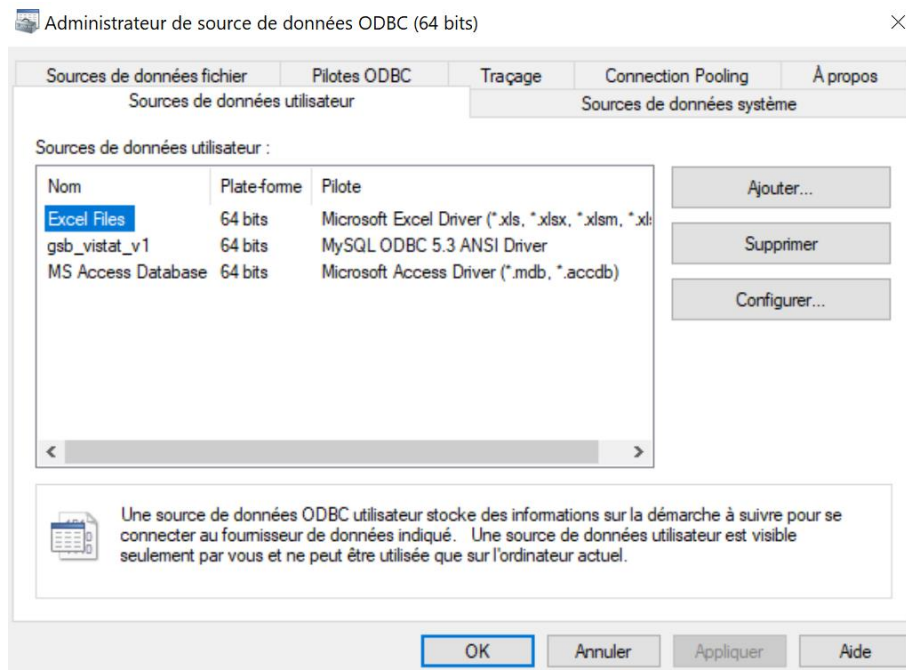 Administrateur de source de données ODBC (64 bits)
Sources de données fichier Pilotes ODBC Traçage Connection Pooling À propos
Sources de données utilisateur Sources de données système
Sources de données utilisateur :
Nom Plate-forme Pilote
Excel Files 64 bits Microsoft Excel Driver (*.xls, *.xlsx, *.xlsm, *.xl
gsb_vistat_v1 64 bits MySQL ODBC 5.3 ANSI Driver
MS Access Database 64 bits Microsoft Access Driver (*.mdb, *.accdb)
Ajouter...
Supprimer
Configurer...
Une source de données ODBC utilisateur stocke des informations sur la démarche à suivre pour se
connecter au fournisseur de données indiqué. Une source de données utilisateur est visible
seulement par vous et ne peut être utilisée que sur l'ordinateur actuel.
OK Annuler Appliquer Aide